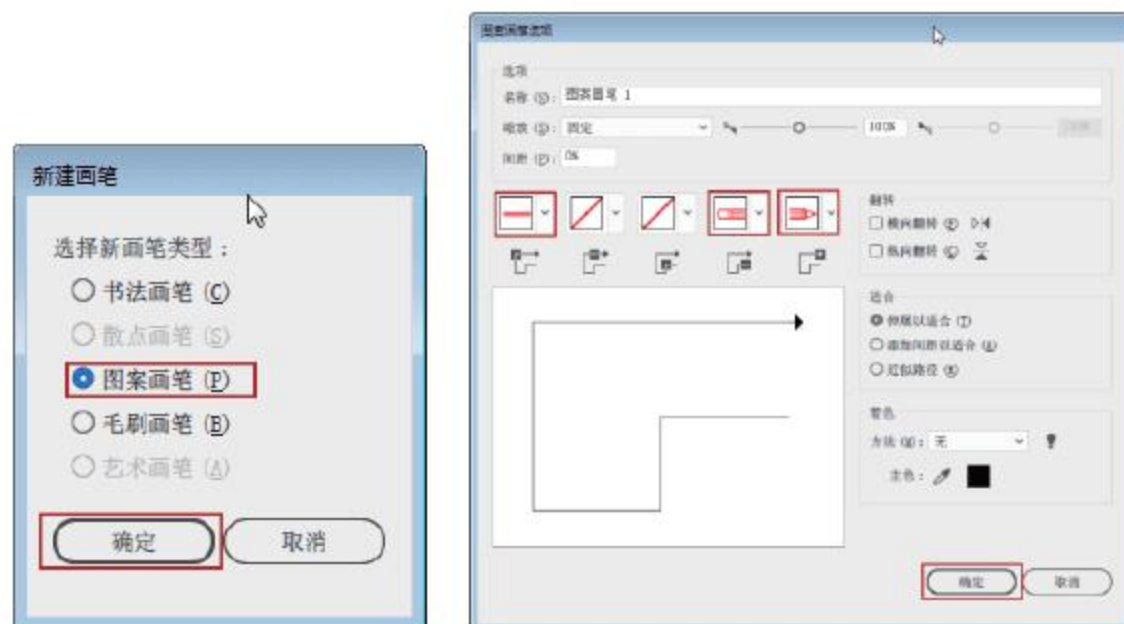 新建画笔
选择新画笔类型：
书法画笔 (C)
散点画笔 (S)
图案画笔 (P)
毛刷画笔 (B)
艺术画笔 (A)
确定
取消
图案画笔选项
选项
名称 (N)： 图案画笔 1
缩放 (S)： 固定 100%
间距 (P)： 0%
翻转
横向翻转
纵向翻转
适合
伸展以适合 (T)
添加间距以适合 (A)
近似路径 (R)
着色
方法 (M)： 无
主色：
确定
取消